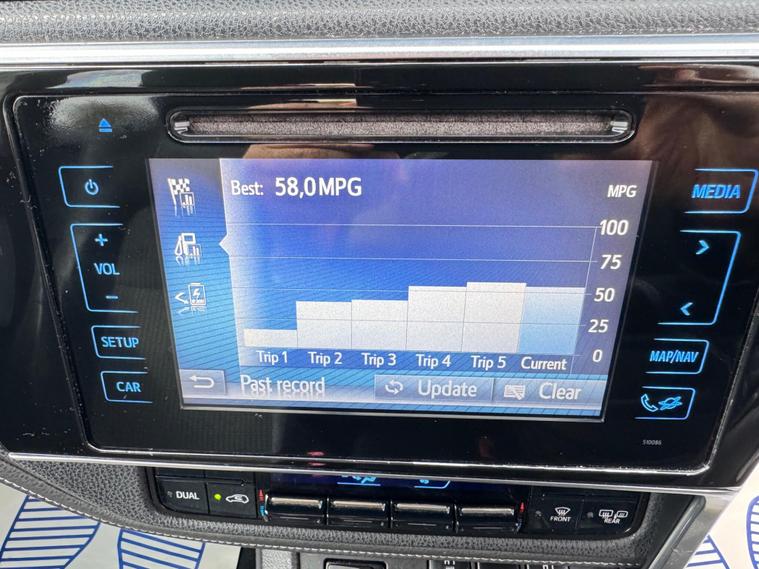 Best: 58,0MPG
MPG
MEDIA
100
75
50
25
0
+
VOL
−
SETUP
CAR
MAP/NAV
Trip 1 Trip 2 Trip 3 Trip 4 Trip 5 Current
Past record Update Clear
510086
DUAL
FRONT
REAR